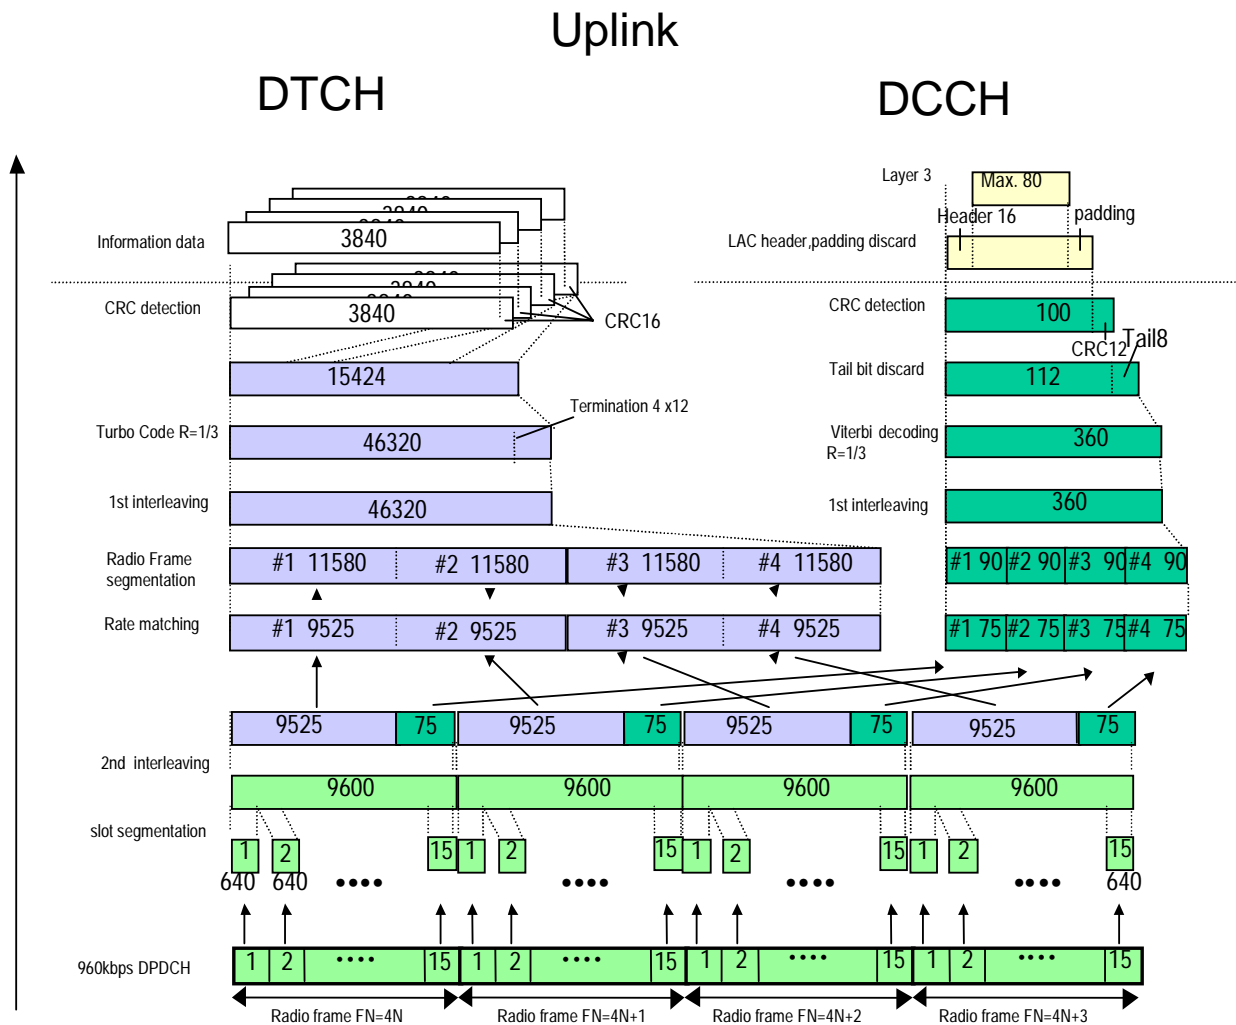 Uplink
DTCH
DCCH
Layer 3
Max. 80
Header 16
padding
Information data
3840
3840
3840
3840
LAC header,padding discard
CRC detection
3840
3840
3840
3840
CRC16
CRC detection
100
CRC12
Tail8
15424
Tail bit discard
112
Termination 4 x12
Turbo Code R=1/3
46320
Viterbi decoding
R=1/3
360
1st interleaving
46320
1st interleaving
360
Radio Frame
segmentation
#1 11580
#2 11580
#3 11580
#4 11580
#1 90
#2 90
#3 90
#4 90
Rate matching
#1 9525
#2 9525
#3 9525
#4 9525
#1 75
#2 75
#3 75
#4 75
9525
75
9525
75
9525
75
9525
75
2nd interleaving
9600
9600
9600
9600
slot segmentation
1
2
15
1
2
15
1
2
15
1
2
15
640
640
••••
••••
••••
••••
640
960kbps DPDCH
1
2
••••
15
1
2
••••
15
1
2
••••
15
1
2
••••
15
Radio frame FN=4N
Radio frame FN=4N+1
Radio frame FN=4N+2
Radio frame FN=4N+3